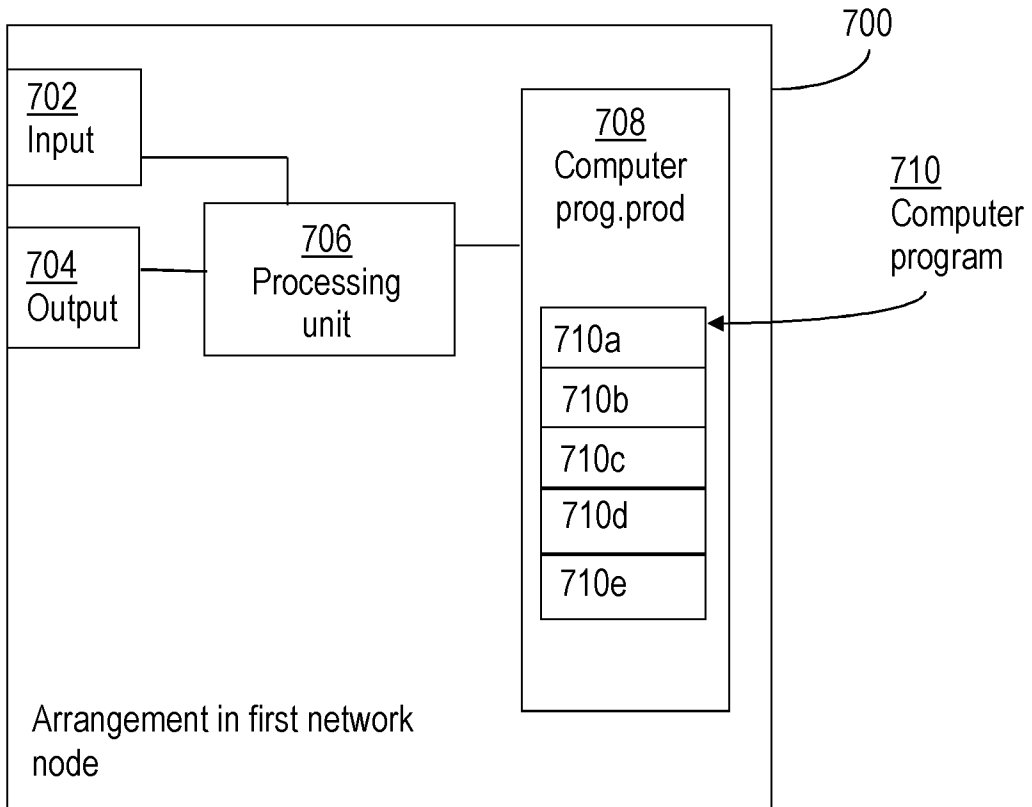 700
702
Input
704
Output
706
Processing
unit
708
Computer
prog.prod
710
Computer
program
710a
710b
710c
710d
710e
Arrangement in first network
node